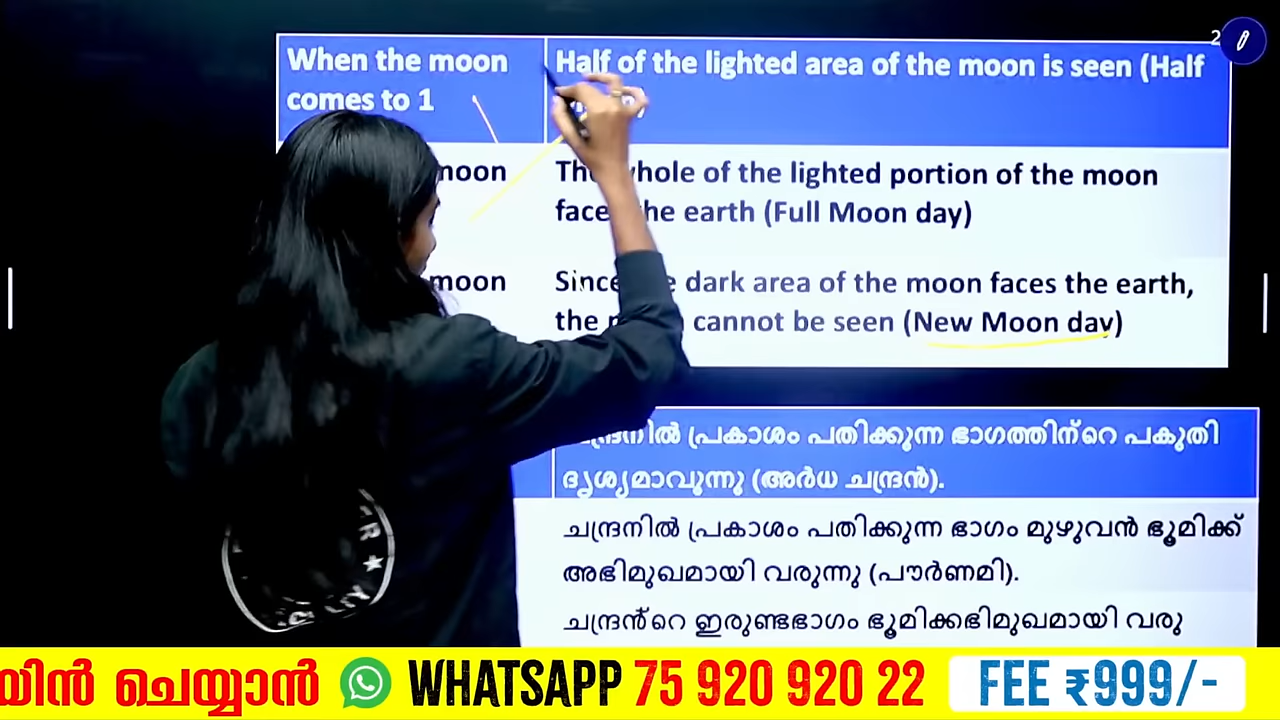 2
When the moon
comes to 1
Half of the lighted area of the moon is seen (Half
moon
The whole of the lighted portion of the moon
faces the earth (Full Moon day)
moon
Since the dark area of the moon faces the earth,
the cannot be seen (New Moon day)
പ്രകാശം പതിക്കുന്ന ഭാഗത്തിന്റെ പകുതി
ദൃശ്യമാവുന്നു (അർധ ചന്ദ്രൻ).
ചന്ദ്രനിൽ പ്രകാശം പതിക്കുന്ന ഭാഗം മുഴുവൻ ഭൂമിക്ക്
അഭിമുഖമായി വരുന്നു (പൗർണമി).
ചന്ദ്രന്റെ ഇരുണ്ടഭാഗം ഭൂമിക്കഭിമുഖമായി വരു
യിൻ ചെയ്യാൻ WHATSAPP 75 920 920 22 FEE ₹999/-